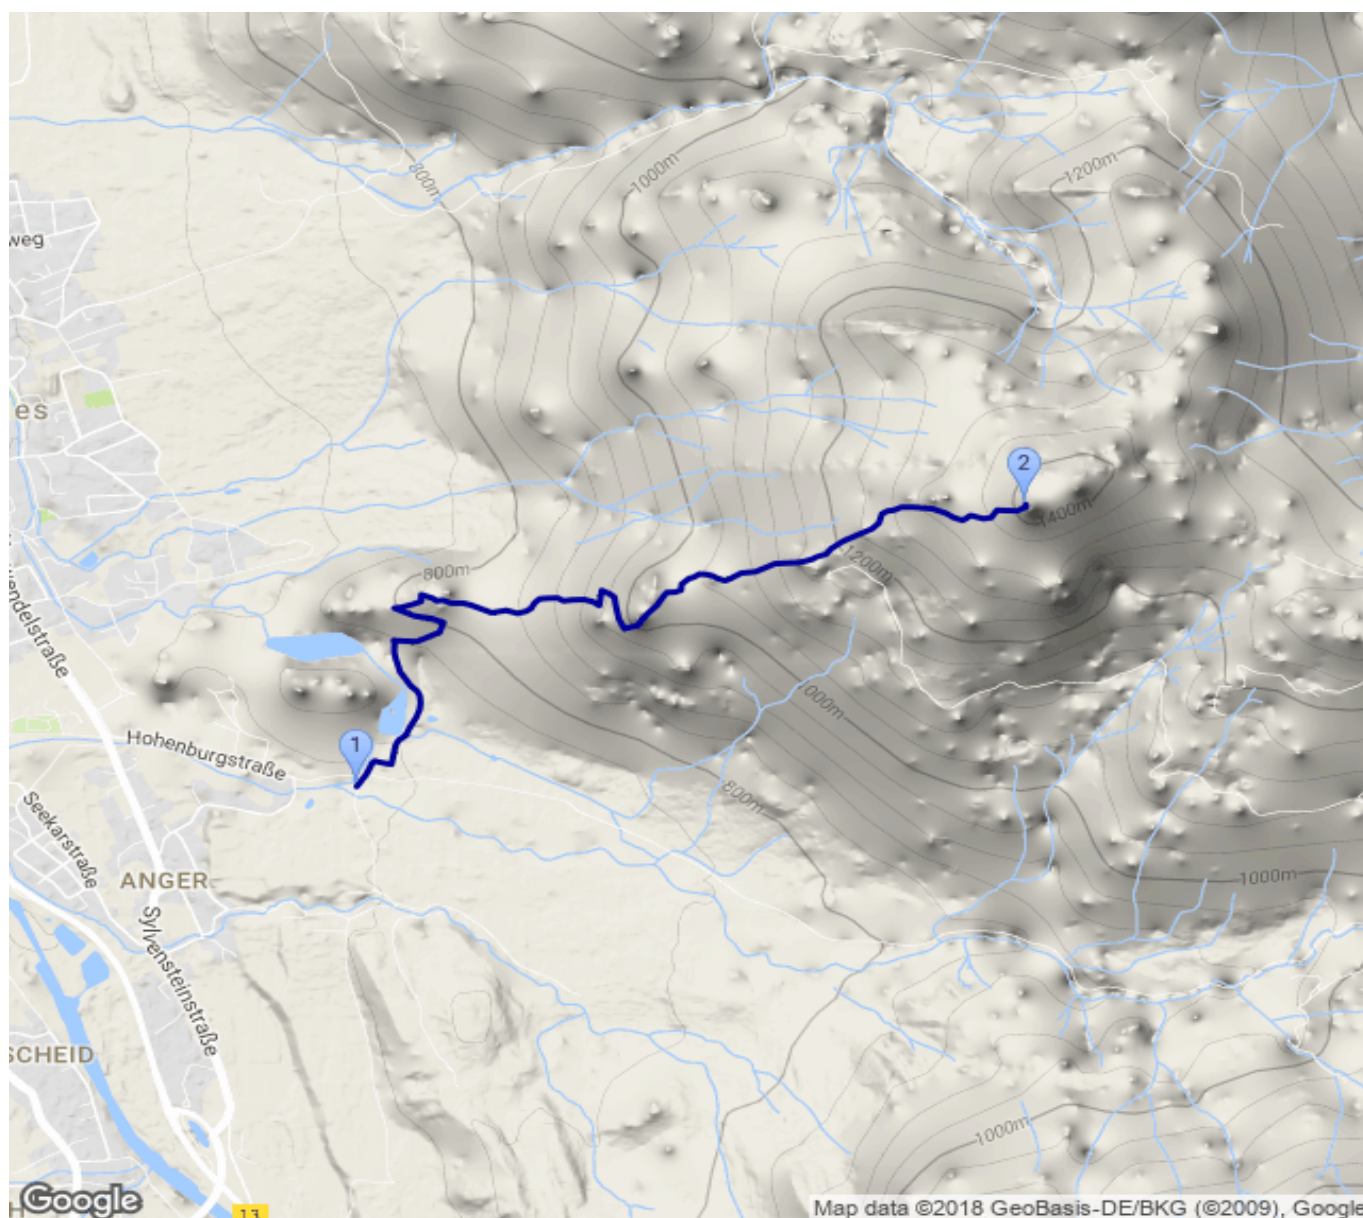 800m
1000m
1200m
weg
es
2
1400m
1200m
800m
wendelstraße
1000m
1
Hohenburgstraße
800m
Seekarstraße
ANGER
1000m
Sylvensteinstraße
SCHEID
1000m
Google
H
13
Map data ©2018 GeoBasis-DE/BKG (©2009), Google